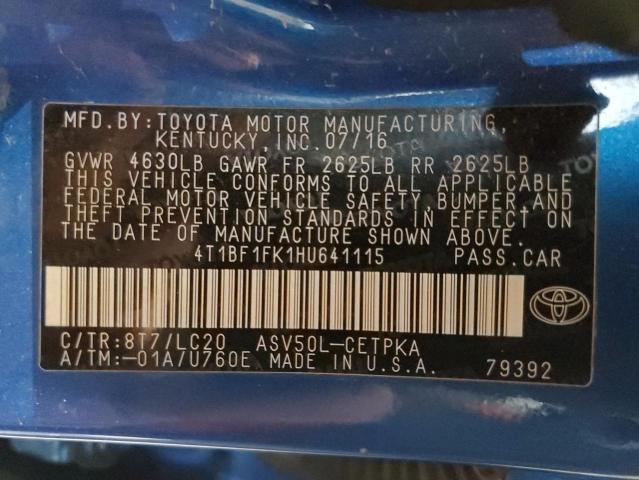 MFD.BY:TOYOTA MOTOR MANUFACTURING,
KENTUCKY,INC.07/16
GVWR 4630LB GAWR FR 2625LB RR 2625LB
THIS VEHICLE CONFORMS TO ALL APPLICABLE
FEDERAL MOTOR VEHICLE SAFETY,BUMPER AND
THEFT PREVENTION STANDARDS IN EFFECT ON
THE DATE OF MANUFACTURE SHOWN ABOVE.
4T1BF1FK1HU641115 PASS.CAR
C/TR:8T7/LC20 ASV50L-CETPKA
A/TM:-01A/U760E MADE IN U.S.A. 79392